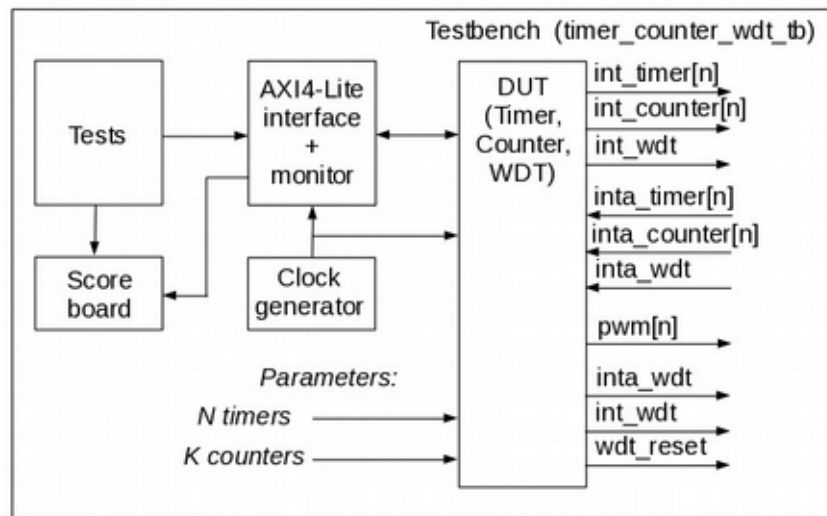 Testbench (timer_counter_wdt_tb)
Tests
AXI4-Lite
interface
+
monitor
DUT
(Timer,
Counter,
WDT)
int_timer[n]
int_counter[n]
int_wdt
inta_timer[n]
inta_counter[n]
inta_wdt
Score
board
Clock
generator
pwm[n]
Parameters:
N timers
K counters
inta_wdt
int_wdt
wdt_reset